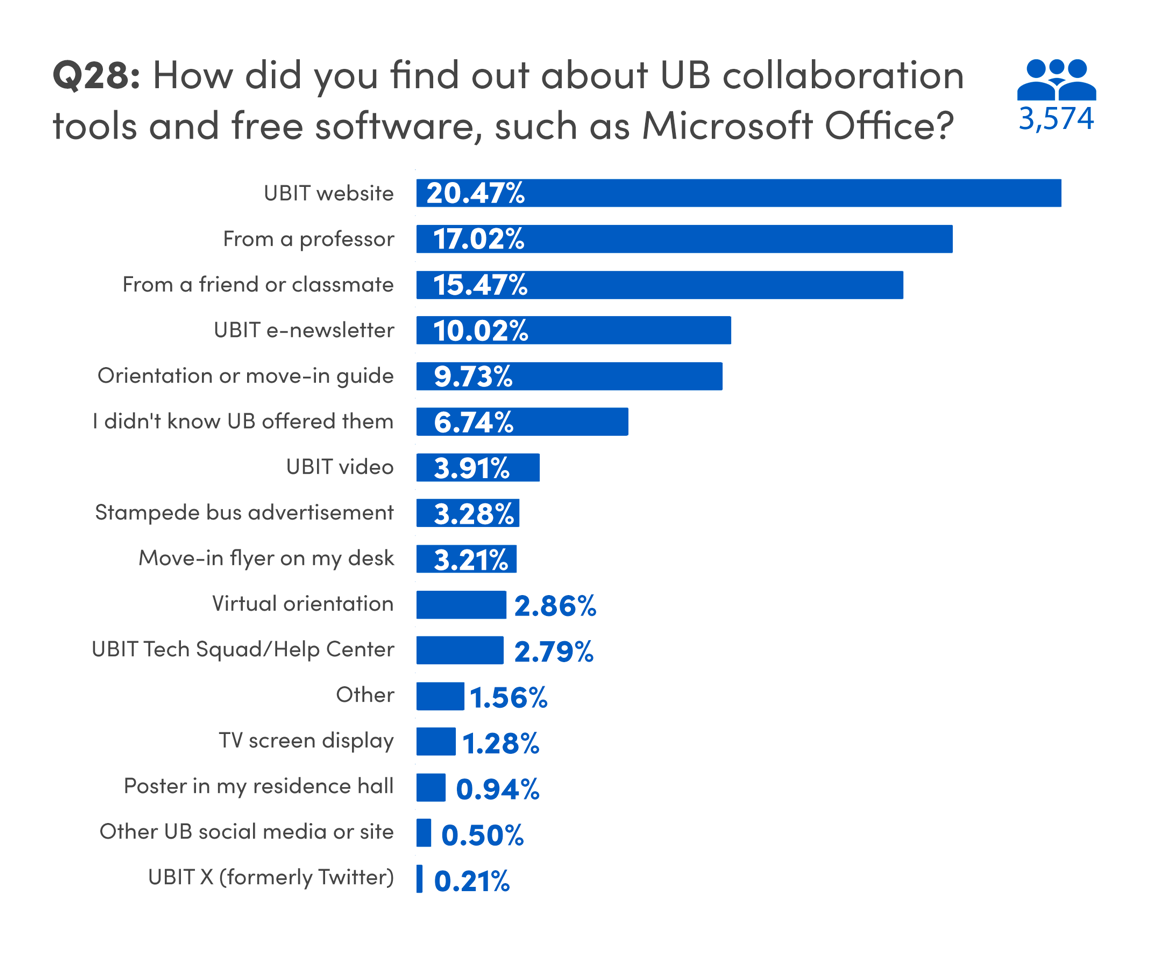 Q28: How did you find out about UB collaboration
tools and free software, such as Microsoft Office?
3,574
UBIT website 20.47%
From a professor 17.02%
From a friend or classmate 15.47%
UBIT e-newsletter 10.02%
Orientation or move-in guide 9.73%
I didn't know UB offered them 6.74%
UBIT video 3.91%
Stampede bus advertisement 3.28%
Move-in flyer on my desk 3.21%
Virtual orientation 2.86%
UBIT Tech Squad/Help Center 2.79%
Other 1.56%
TV screen display 1.28%
Poster in my residence hall 0.94%
Other UB social media or site 0.50%
UBIT X (formerly Twitter) 0.21%